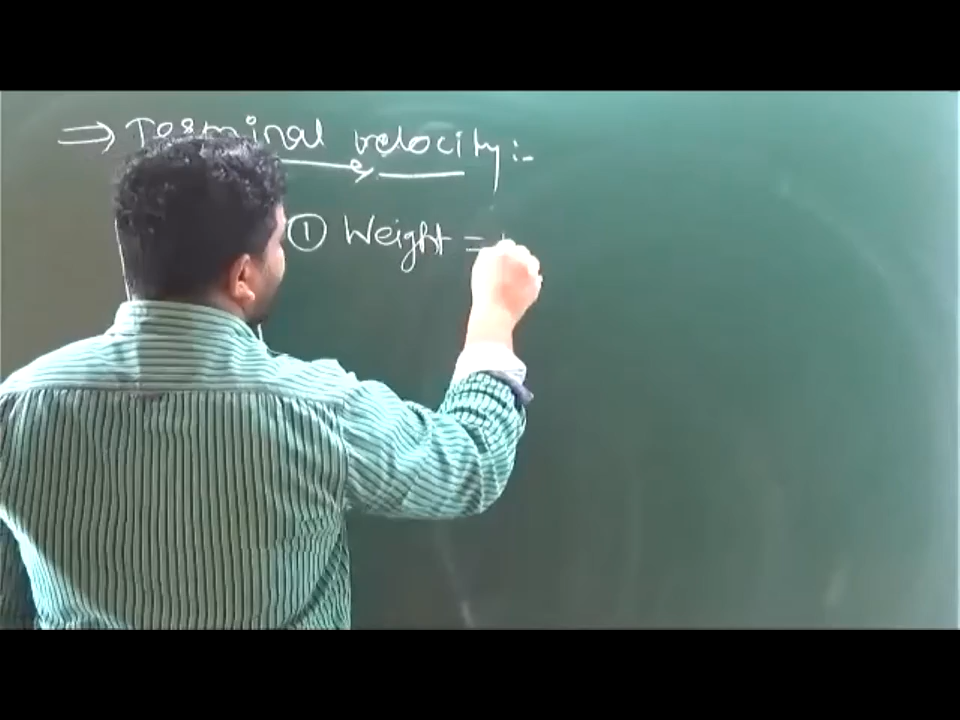 ⇒ Terminal velocity :-
① Weight =